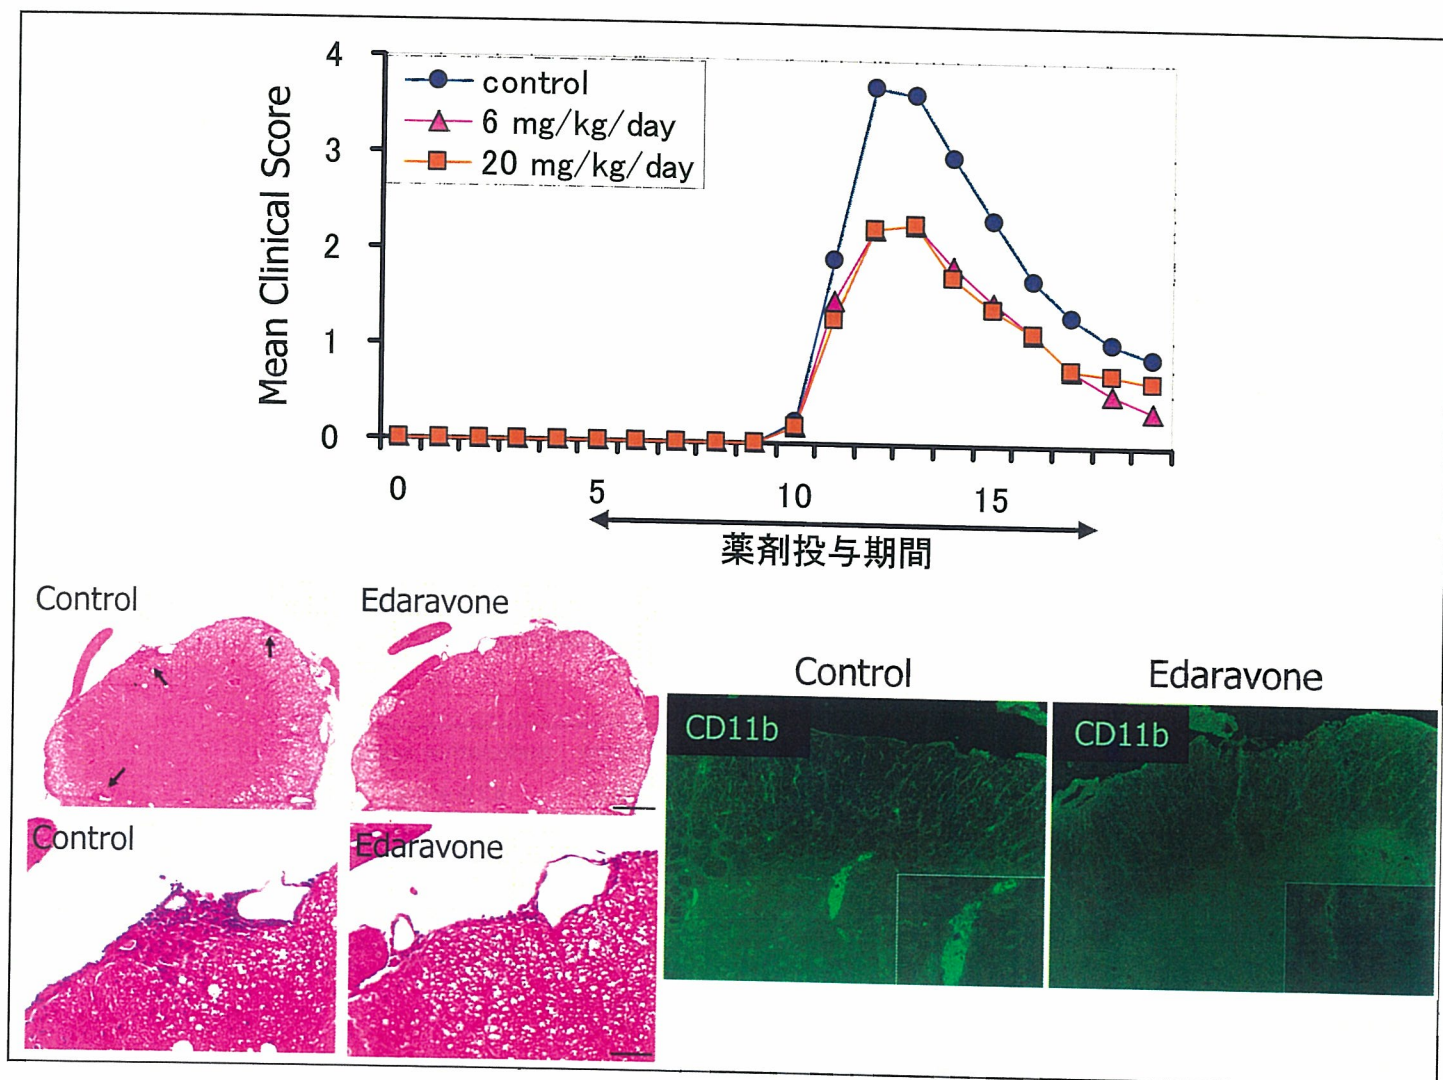 4
3
2
1
0
Mean Clinical Score
control
6 mg/kg/day
20 mg/kg/day
0 5 10 15
薬剤投与期間
Control
Edaravone
Control
Edaravone
Control
Edaravone
CD11b
CD11b